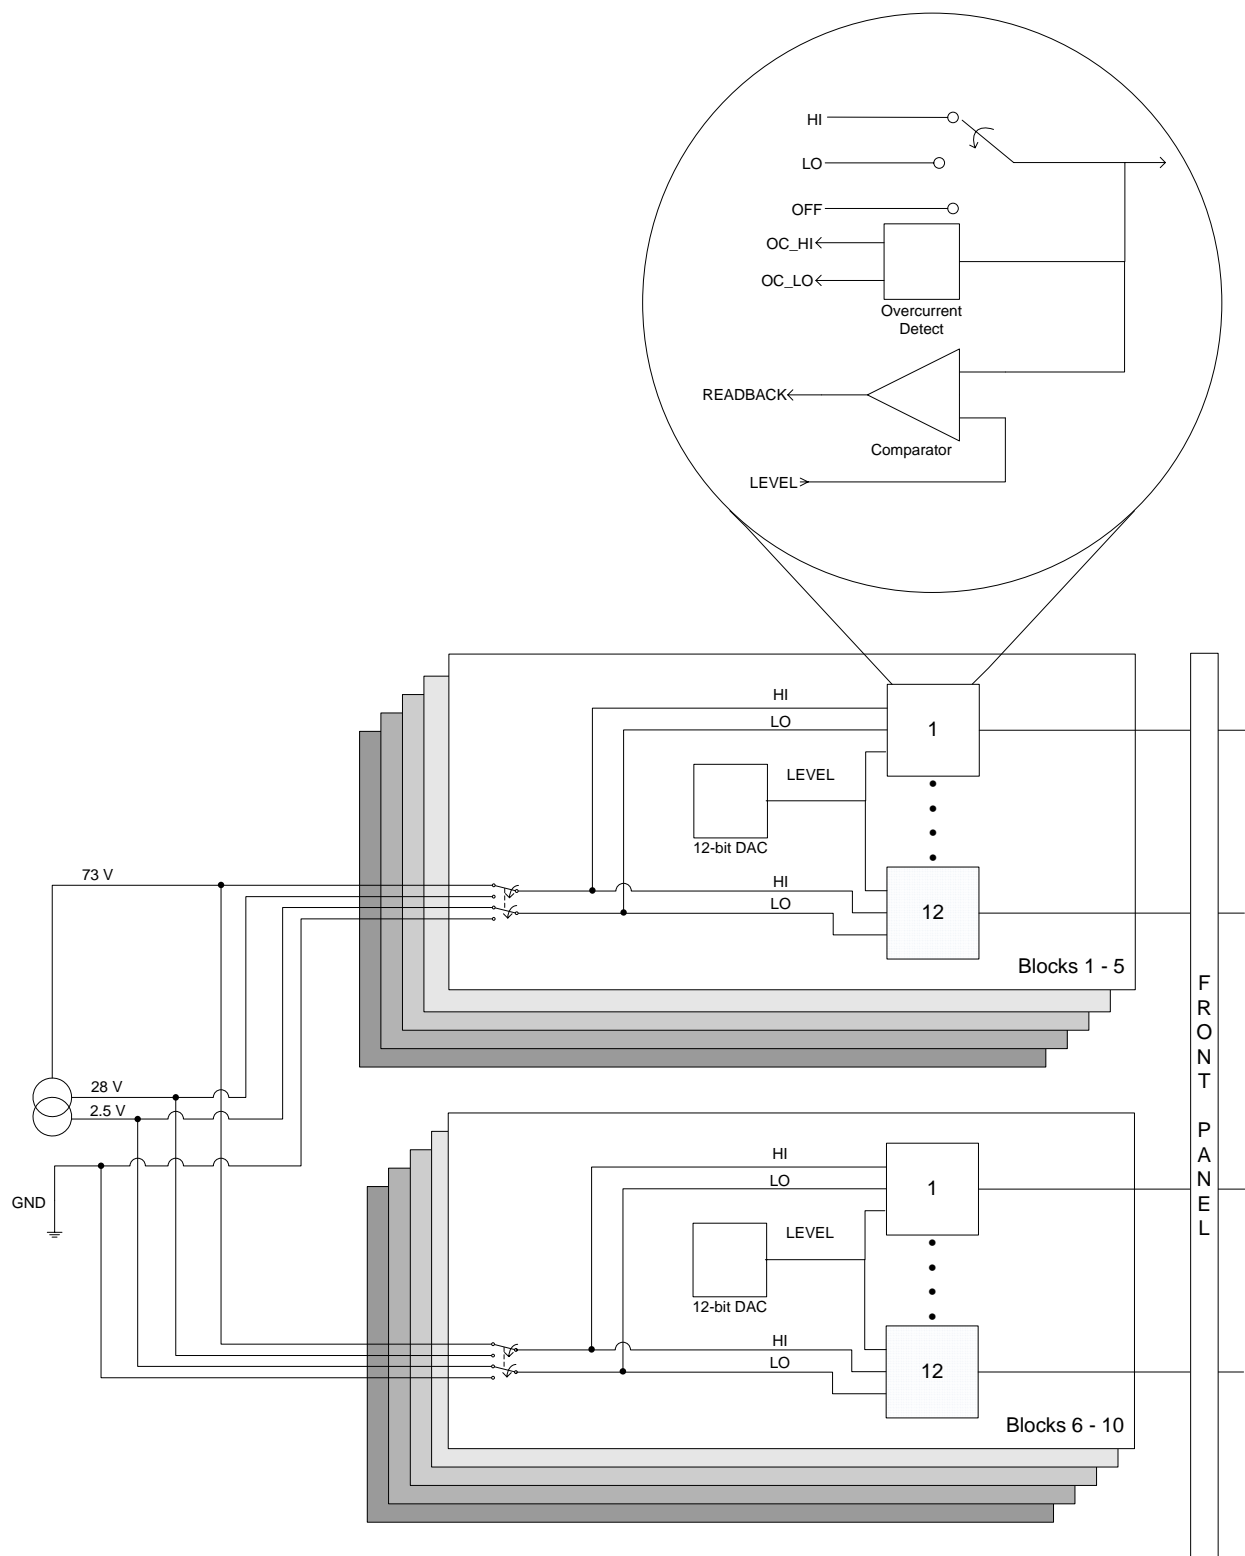 HI
LO
OFF
OC_HI
OC_LO
Overcurrent
Detect
READBACK
Comparator
LEVEL
HI
LO
1
LEVEL
12-bit DAC
73 V
HI
LO
12
Blocks 1 - 5
28 V
2.5 V
GND
HI
LO
1
LEVEL
12-bit DAC
HI
LO
12
Blocks 6 - 10
FRONT PANEL